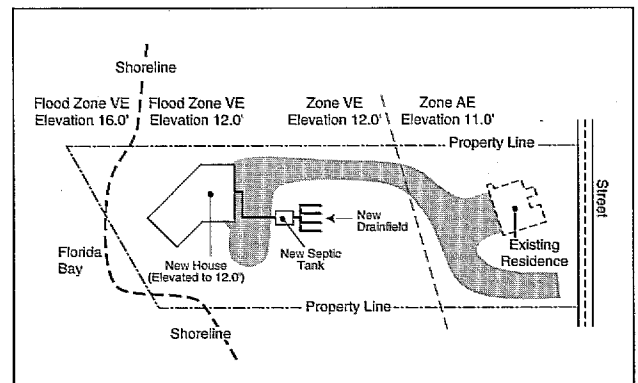 Shoreline
Flood Zone VE
Elevation 16.0'
Flood Zone VE
Elevation 12.0'
Zone VE
Elevation 12.0'
Zone AE
Elevation 11.0'
Property Line
Street
New
Drainfield
New Septic
Tank
Existing
Residence
Florida
Bay
New House
(Elevated to 12.0')
Property Line
Shoreline